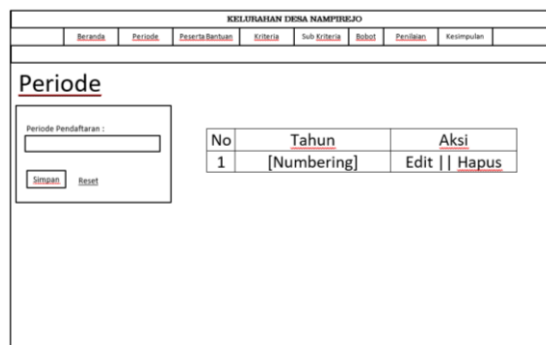 KELURAHAN DESA NAMPIREJO
Beranda Periode Peserta Bantuan Kriteria Sub Kriteria Bobot Penilaian Kesimpulan
Periode
Periode Pendaftaran :
Simpan Reset
No Tahun Aksi
1 [Numbering] Edit || Hapus